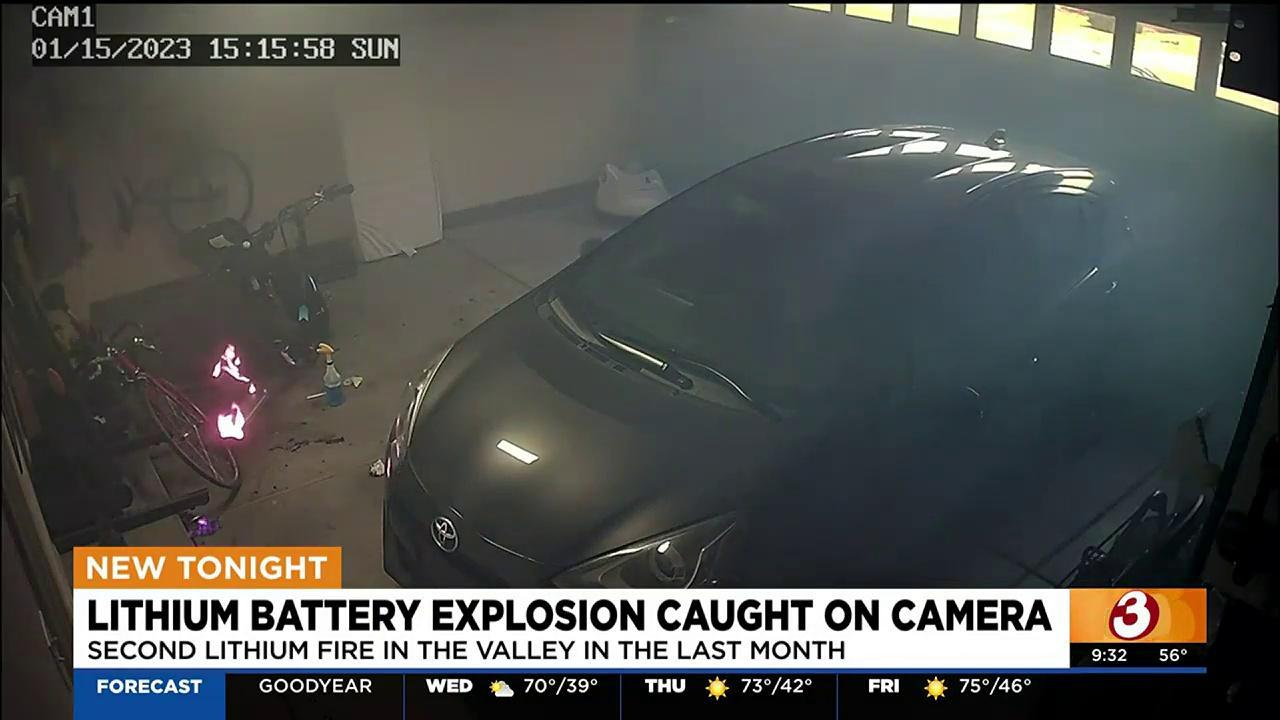 CAM1
01/15/2023 15:15:58 SUN
NEW TONIGHT
LITHIUM BATTERY EXPLOSION CAUGHT ON CAMERA
SECOND LITHIUM FIRE IN THE VALLEY IN THE LAST MONTH
3
9:32 56°
FORECAST GOODYEAR WED 70°/39° THU 73°/42° FRI 75°/46°